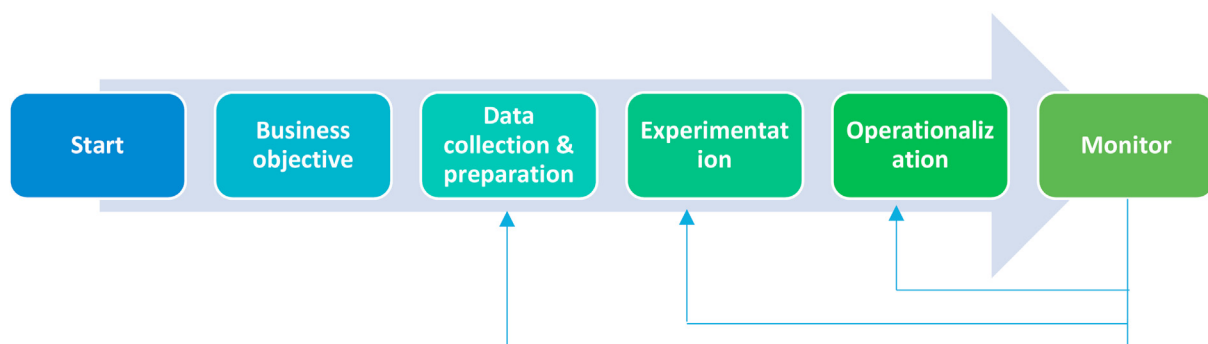 Start
Business
objective
Data
collection &
preparation
Experimentat
ion
Operationaliz
ation
Monitor